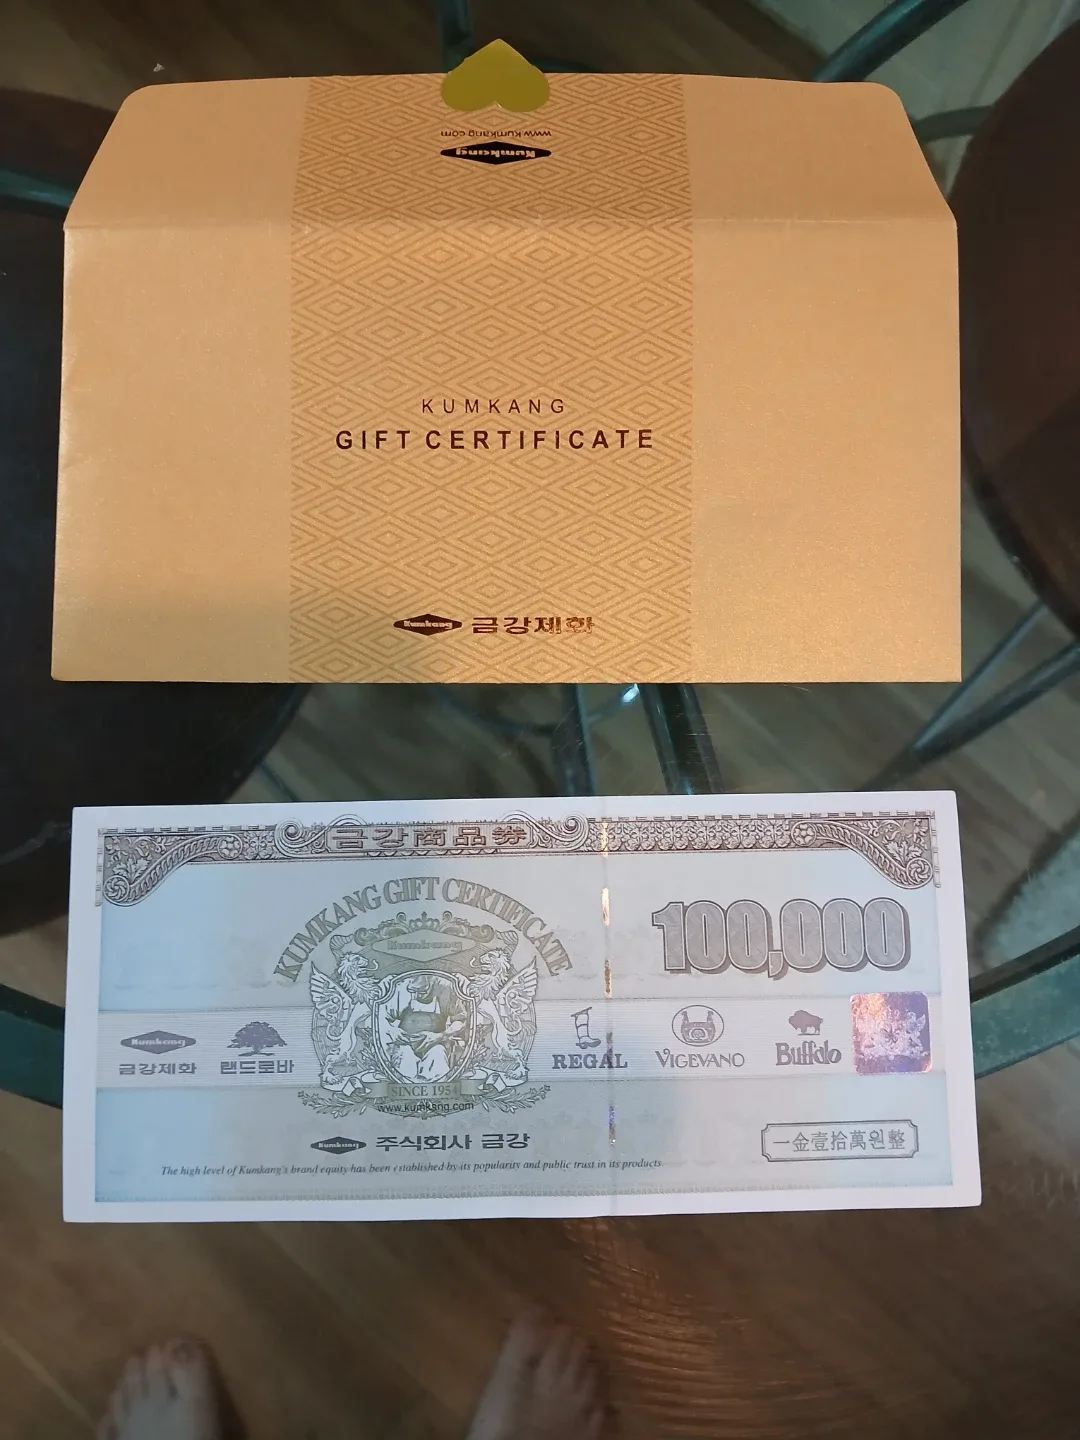 www.kumkang.com
Kumkang
KUMKANG
GIFT CERTIFICATE
Kumkang 금강제화
금강商品券
KUMKANG GIFT CERTIFICATE
100,000
Kumkang
Kumkang
금강제화
랜드로바
REGAL
VIGEVANO
Buffalo
SINCE 1954
www.kumkang.com
Kumkang 주식회사 금강
一金壹拾萬원整
The high level of Kumkang's brand equity has been established by its popularity and public trust in its products.